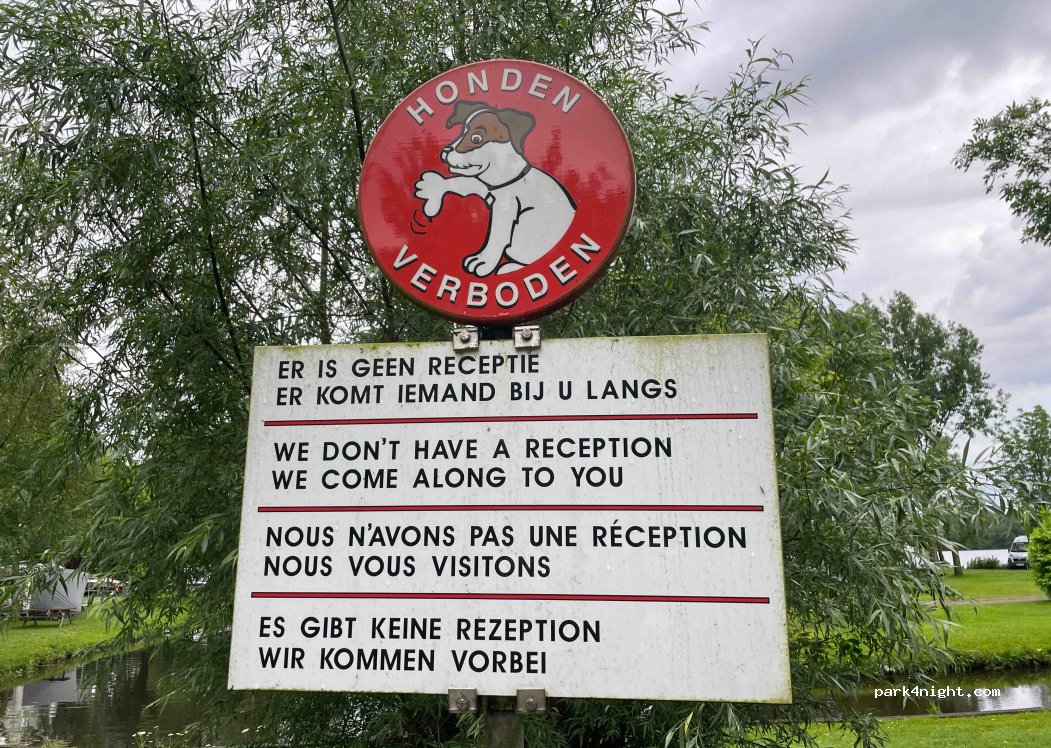 HONDEN
VERBODEN
ER IS GEEN RECEPTIE
ER KOMT IEMAND BIJ U LANGS
WE DON'T HAVE A RECEPTION
WE COME ALONG TO YOU
NOUS N'AVONS PAS UNE RÉCEPTION
NOUS VOUS VISITONS
ES GIBT KEINE REZEPTION
WIR KOMMEN VORBEI
park4night.com